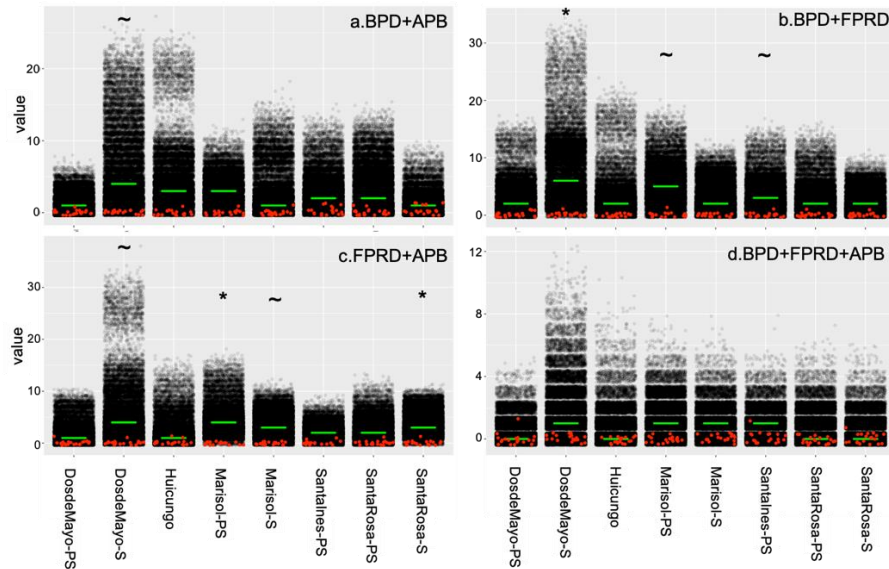 a.BPD+APB
~
value
20
10
0
b.BPD+FPRD
*
~
~
30
20
10
0
c.FPRD+APB
~
*
~
*
value
30
20
10
0
d.BPD+FPRD+APB
12
8
4
0
DosdeMayo-PS
DosdeMayo-S
Huicungo
Marisol-PS
Marisol-S
SantaInes-PS
SantaRosa-PS
SantaRosa-S
DosdeMayo-PS
DosdeMayo-S
Huicungo
Marisol-PS
Marisol-S
SantaInes-PS
SantaRosa-PS
SantaRosa-S